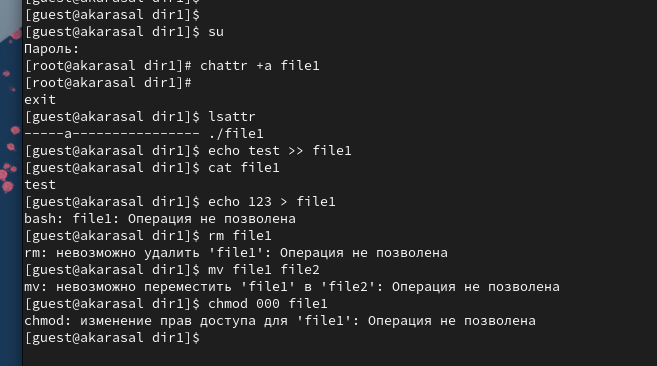 [guest@akarasal dir1]$
[guest@akarasal dir1]$ su
Пароль:
[root@akarasal dir1]# chattr +a file1
[root@akarasal dir1]#
exit
[guest@akarasal dir1]$ lsattr
-----a---------------- ./file1
[guest@akarasal dir1]$ echo test >> file1
[guest@akarasal dir1]$ cat file1
test
[guest@akarasal dir1]$ echo 123 > file1
bash: file1: Операция не позволена
[guest@akarasal dir1]$ rm file1
rm: невозможно удалить 'file1': Операция не позволена
[guest@akarasal dir1]$ mv file1 file2
mv: невозможно переместить 'file1' в 'file2': Операция не позволена
[guest@akarasal dir1]$ chmod 000 file1
chmod: изменение прав доступа для 'file1': Операция не позволена
[guest@akarasal dir1]$